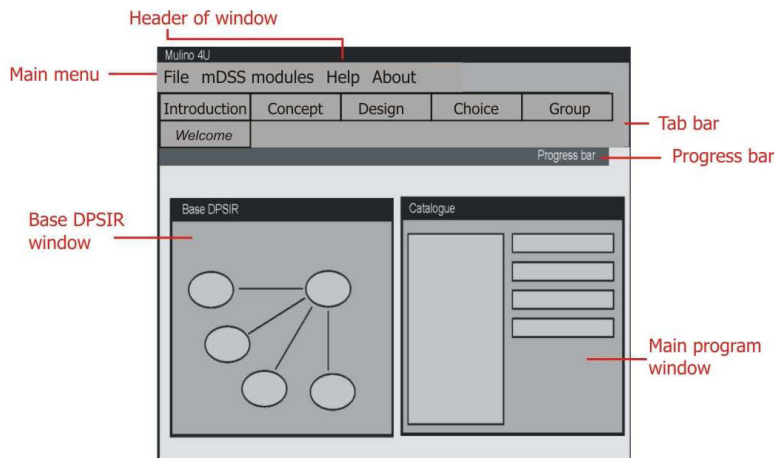 Header of window
Mulino 4U
Main menu
File mDSS modules Help About
Introduction Concept Design Choice Group
Tab bar
Welcome
Progress bar
Progress bar
Base DPSIR
Catalogue
Base DPSIR
window
Main program
window